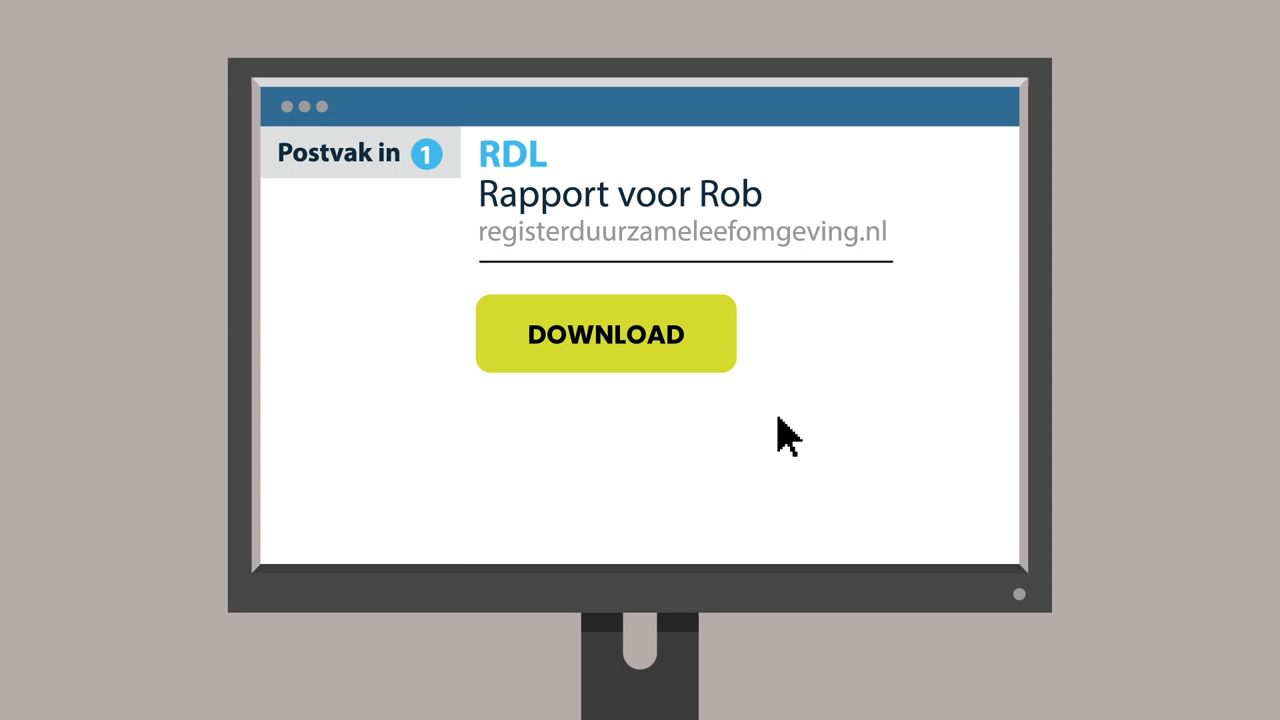 Postvak in 1
RDL
Rapport voor Rob
registerduurzameleefomgeving.nl
DOWNLOAD